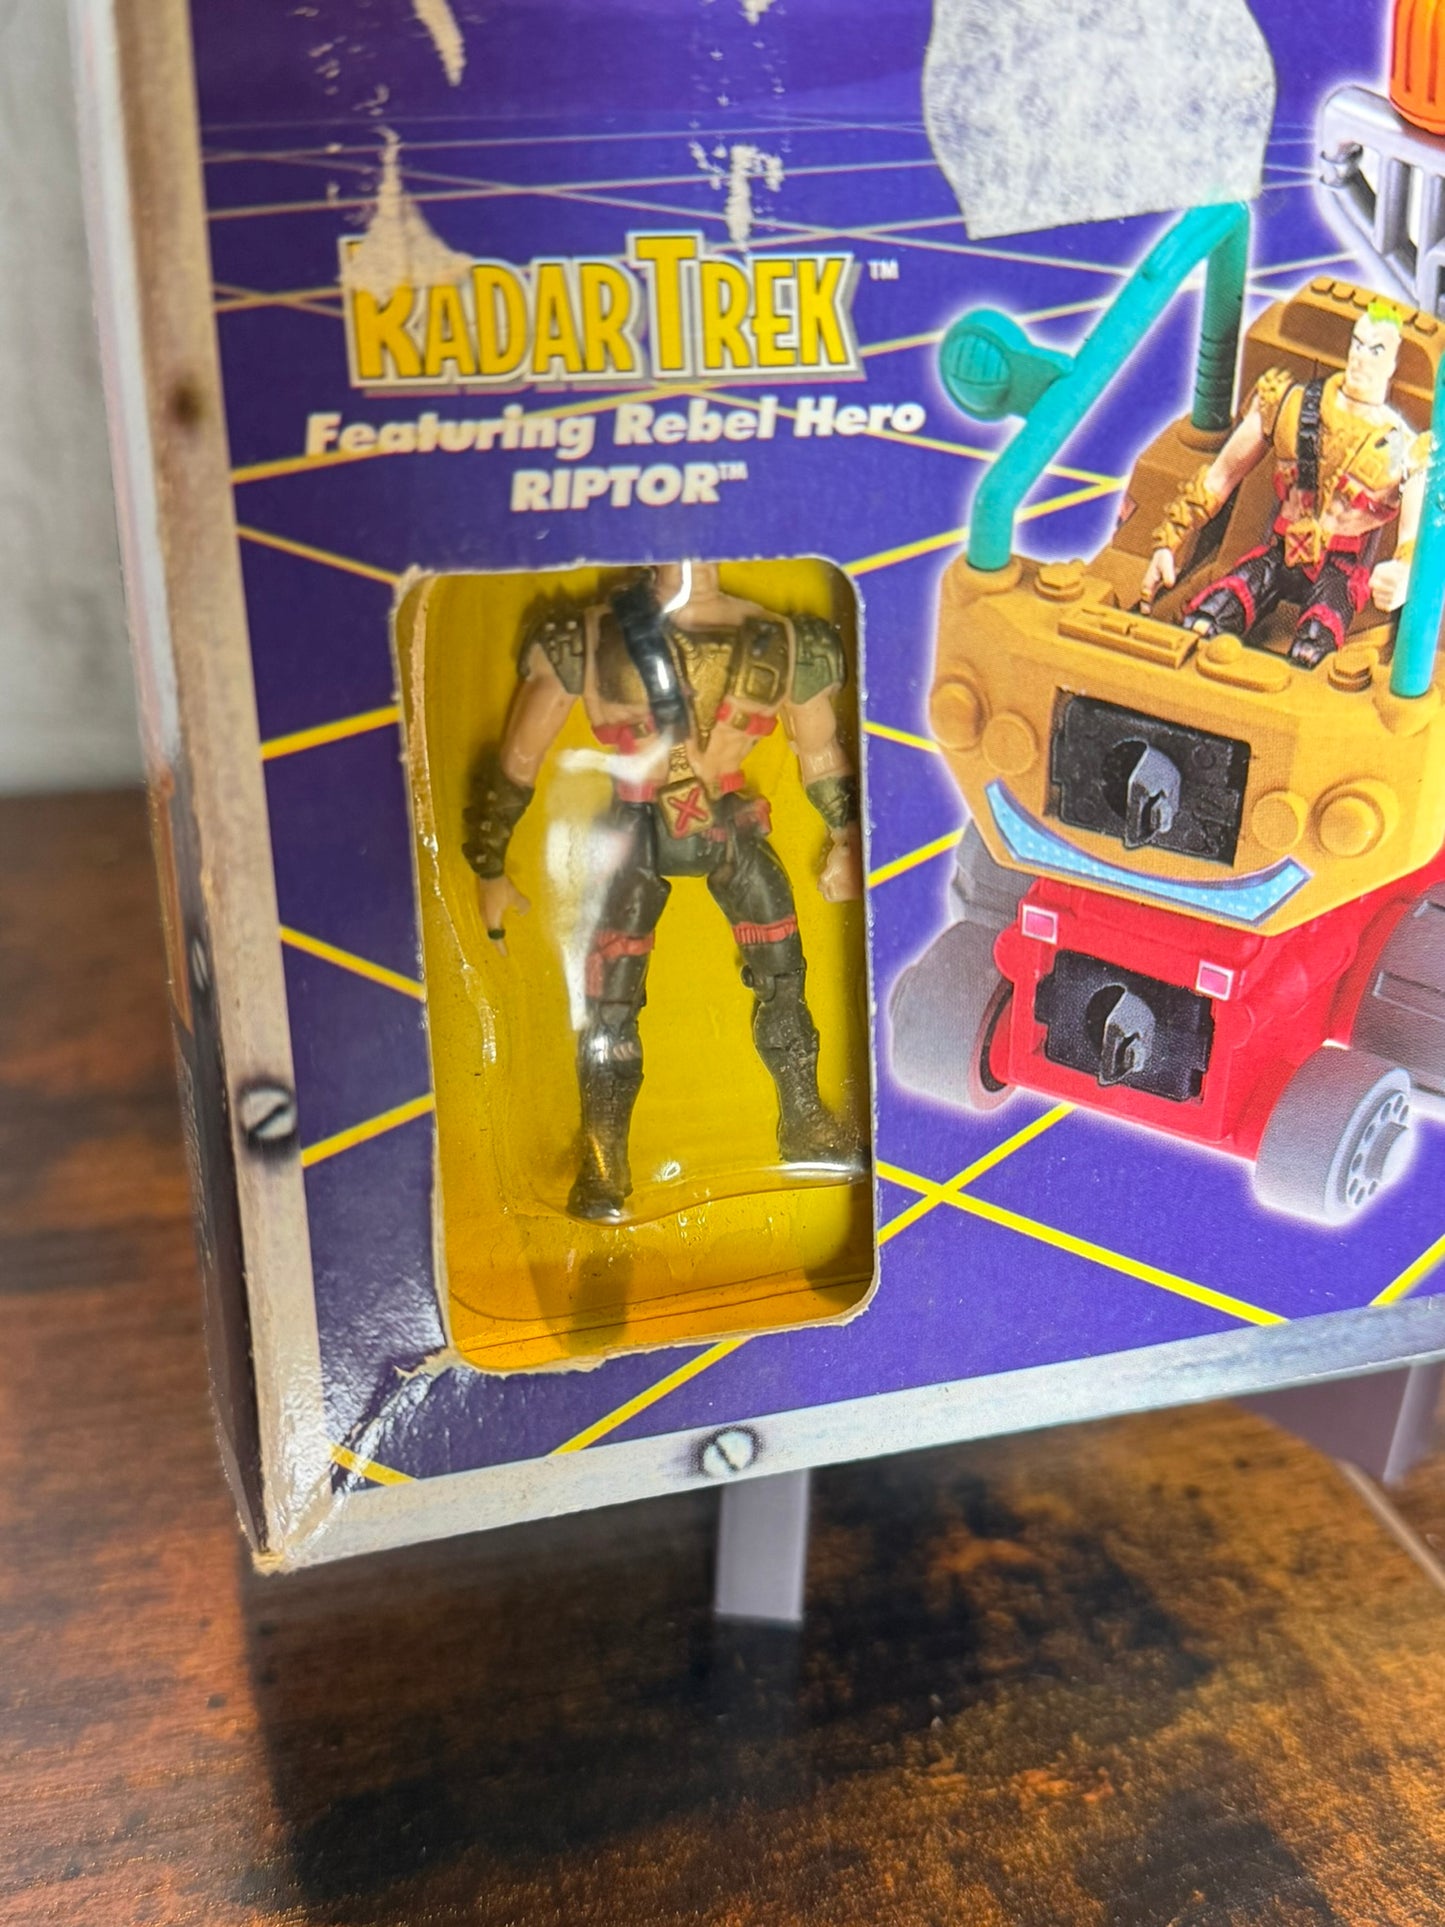 RADAR TREK™
Featuring Rebel Hero
RIPTOR™